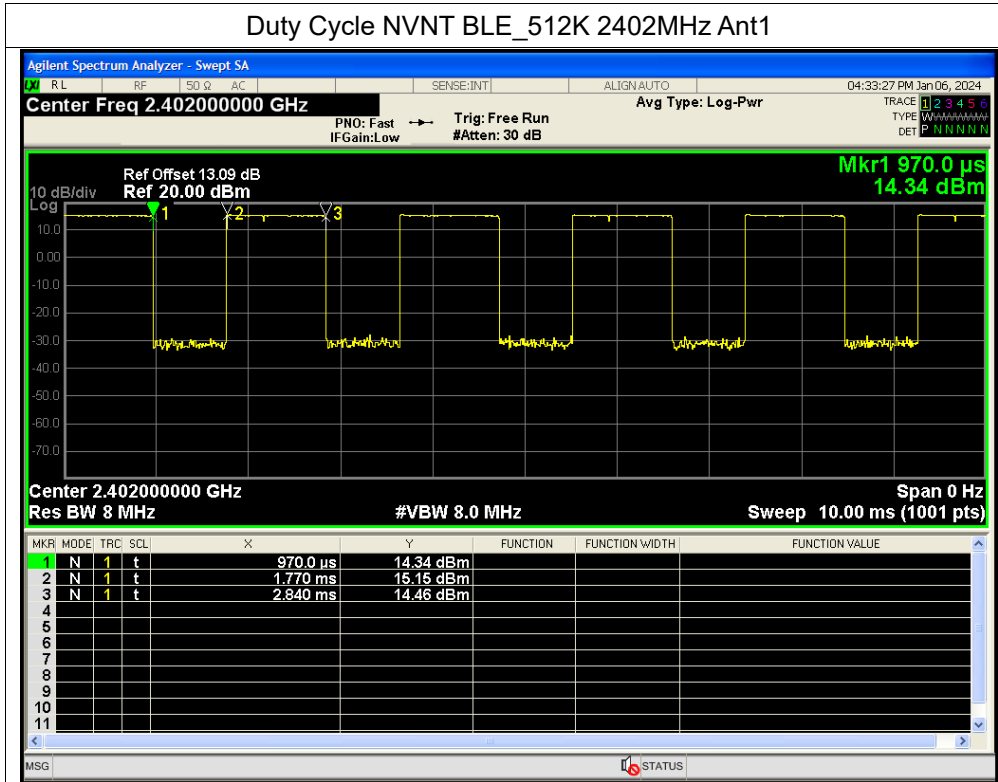 Duty Cycle NVNT BLE_512K 2402MHz Ant1
Agilent Spectrum Analyzer - Swept SA
LXI RL RF 50 Ω AC SENSE:INT ALIGNAUTO 04:33:27 PM Jan 06, 2024
Center Freq 2.402000000 GHz Avg Type: Log-Pwr TRACE 1 2 3 4 5 6
PNO: Fast Trig: Free Run TYPE WWWWWW
IFGain:Low #Atten: 30 dB DET P N N N N N
Mkr1 970.0 µs
Ref Offset 13.09 dB
10 dB/div Ref 20.00 dBm 14.34 dBm
Log
1 2 3
10.0
0.00
-10.0
-20.0
-30.0
-40.0
-50.0
-60.0
-70.0
Center 2.402000000 GHz Span 0 Hz
Res BW 8 MHz #VBW 8.0 MHz Sweep 10.00 ms (1001 pts)
MKR MODE TRC SCL X Y FUNCTION FUNCTION WIDTH FUNCTION VALUE
1 N 1 t 970.0 µs 14.34 dBm
2 N 1 t 1.770 ms 15.15 dBm
3 N 1 t 2.840 ms 14.46 dBm
4
5
6
7
8
9
10
11
MSG STATUS